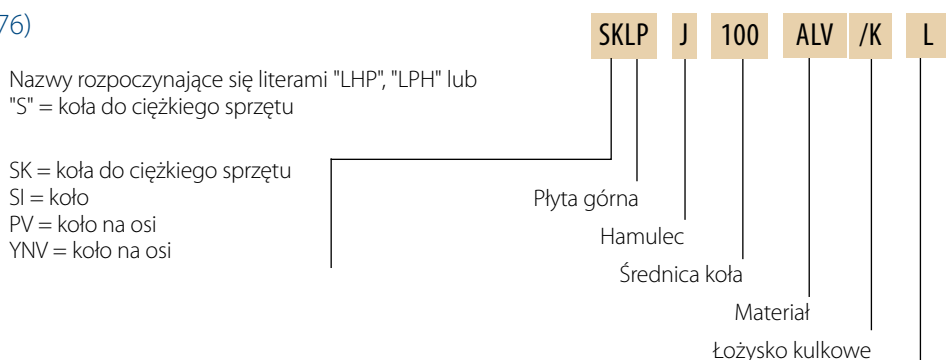 76)
SKLP J 100 ALV /K L
Nazwy rozpoczynające się literami "LHP", "LPH" lub
"S" = koła do ciężkiego sprzętu
SK = koła do ciężkiego sprzętu
SI = koło
PV = koło na osi
YNV = koło na osi
Płyta górna
Hamulec
Średnica koła
Materiał
Łożysko kulkowe